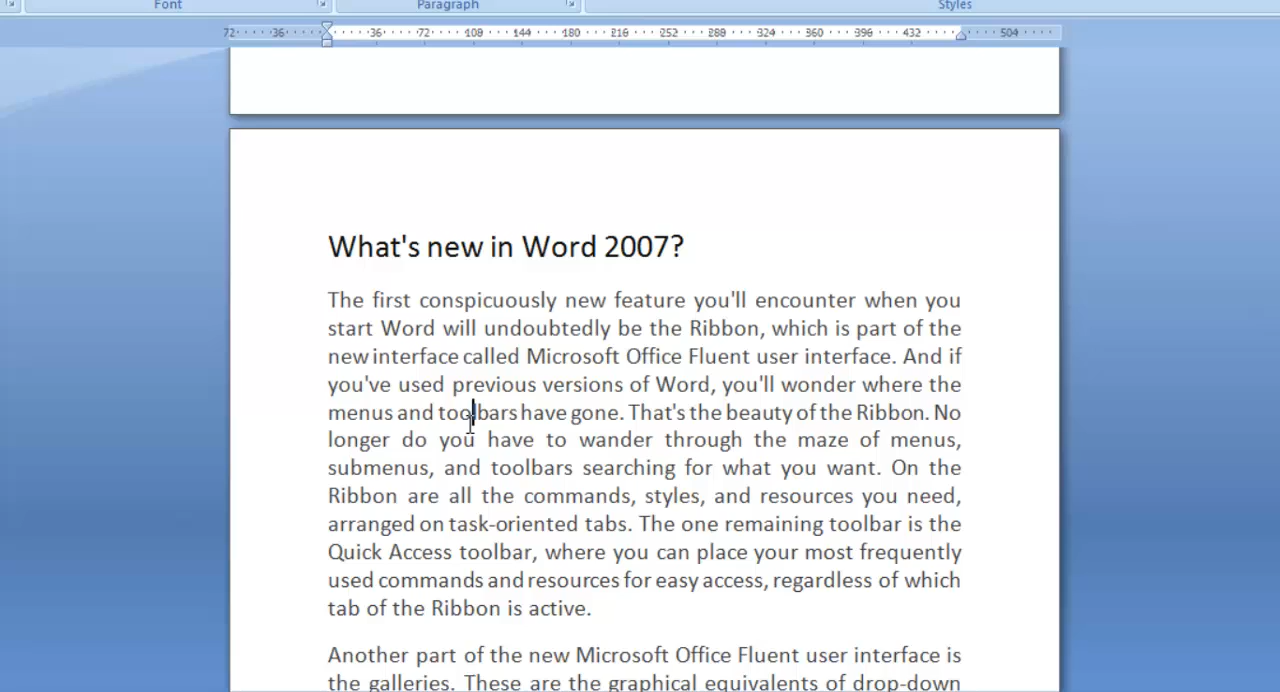 Font Paragraph Styles
72 36 36 72 108 144 180 216 252 288 324 360 396 432 504
What's new in Word 2007?
The first conspicuously new feature you'll encounter when you
start Word will undoubtedly be the Ribbon, which is part of the
new interface called Microsoft Office Fluent user interface. And if
you've used previous versions of Word, you'll wonder where the
menus and toolbars have gone. That's the beauty of the Ribbon. No
longer do you have to wander through the maze of menus,
submenus, and toolbars searching for what you want. On the
Ribbon are all the commands, styles, and resources you need,
arranged on task-oriented tabs. The one remaining toolbar is the
Quick Access toolbar, where you can place your most frequently
used commands and resources for easy access, regardless of which
tab of the Ribbon is active.
Another part of the new Microsoft Office Fluent user interface is
the galleries. These are the graphical equivalents of drop-down